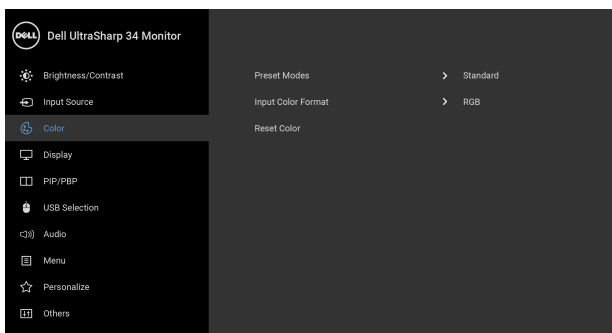 DELL Dell UltraSharp 34 Monitor
Brightness/Contrast
Preset Modes Standard
Input Source
Input Color Format RGB
Color
Reset Color
Display
PIP/PBP
USB Selection
Audio
Menu
Personalize
Others